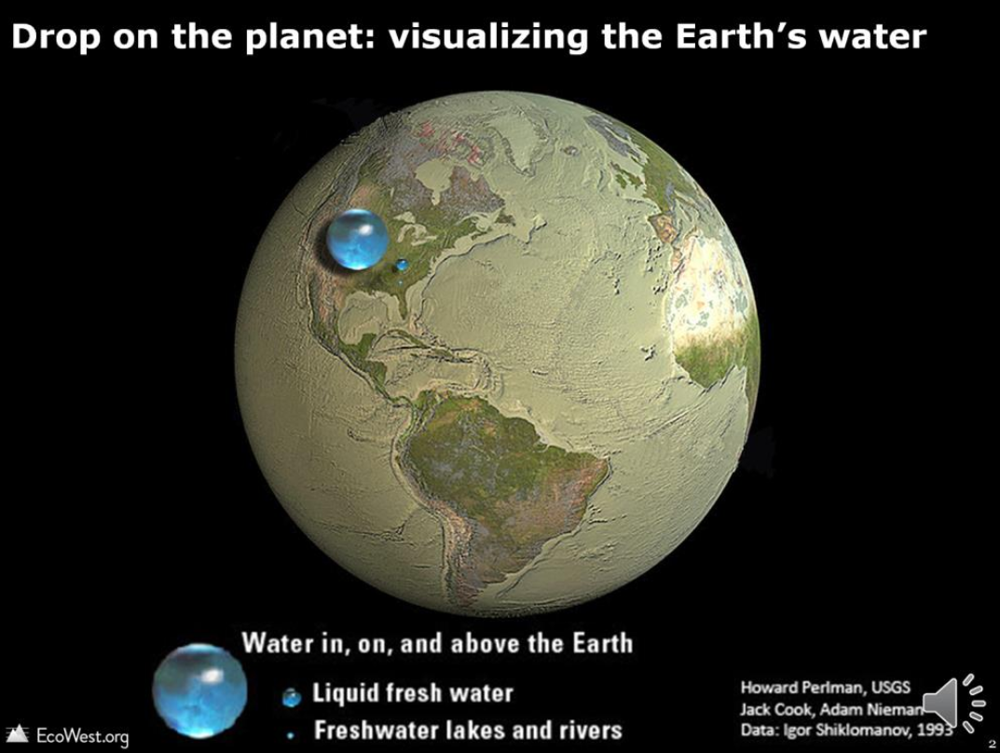 Drop on the planet: visualizing the Earth's water
Water in, on, and above the Earth
Liquid fresh water
Freshwater lakes and rivers
Howard Perlman, USGS
Jack Cook, Adam Nieman
Data: Igor Shiklomanov, 1993
EcoWest.org
2